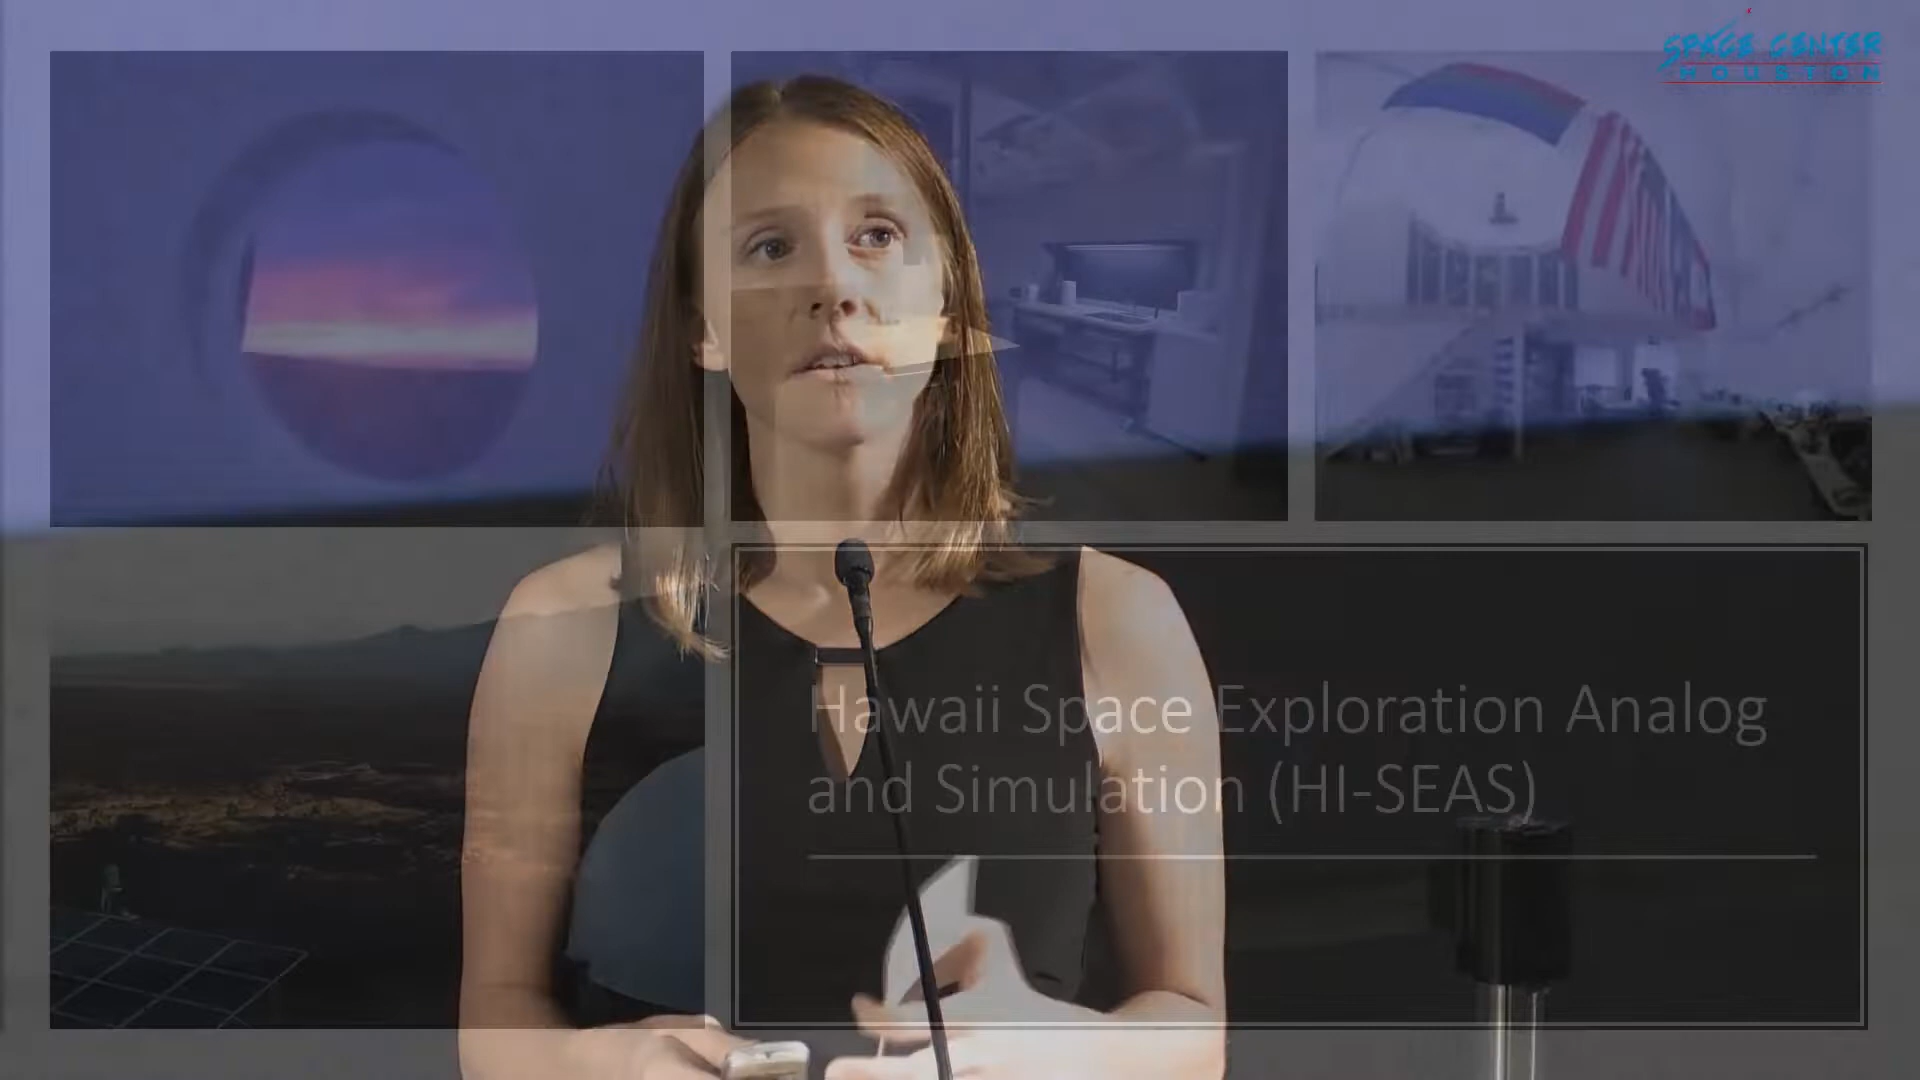 SPACE CENTER
HOUSTON
Hawaii Space Exploration Analog
and Simulation (HI-SEAS)